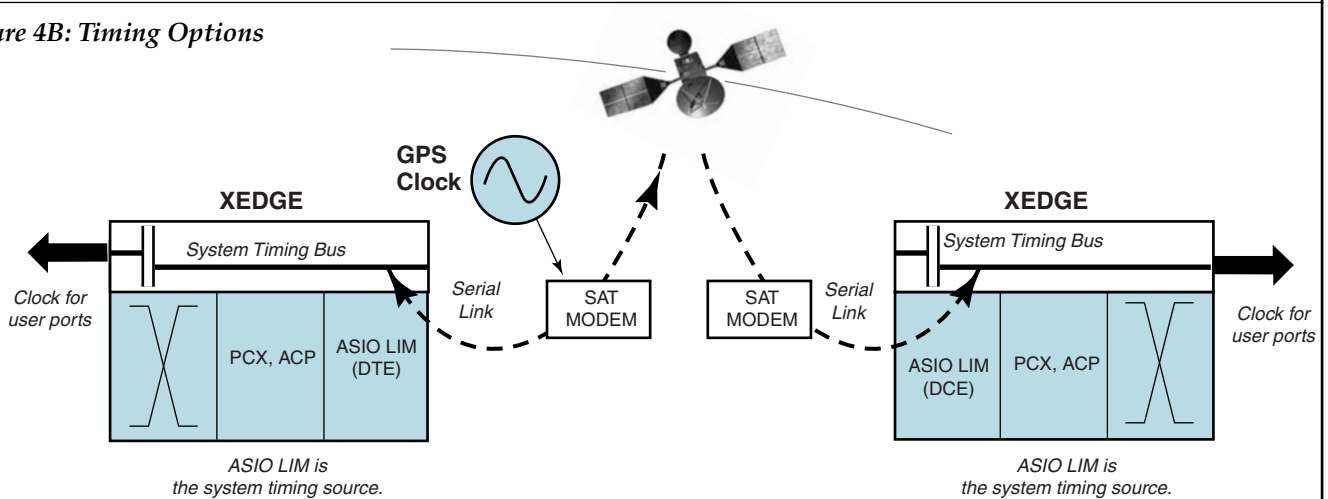 ure 4B: Timing Options
GPS
Clock
XEDGE
System Timing Bus
Clock for
user ports
PCX, ACP
ASIO LIM
(DTE)
Serial
Link
SAT
MODEM
ASIO LIM is
the system timing source.
SAT
MODEM
Serial
Link
XEDGE
System Timing Bus
ASIO LIM
(DCE)
PCX, ACP
Clock for
user ports
ASIO LIM is
the system timing source.